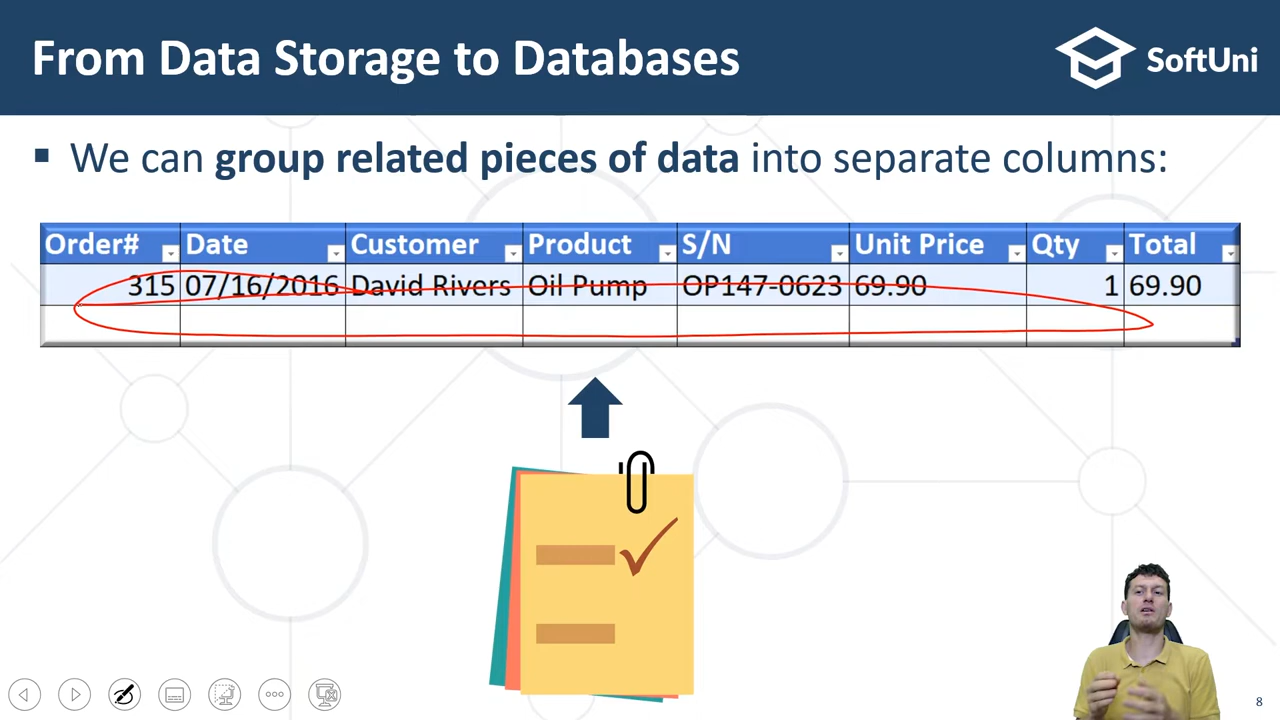 From Data Storage to Databases
SoftUni
▪ We can group related pieces of data into separate columns:
Order# Date Customer Product S/N Unit Price Qty Total
315 07/16/2016 David Rivers Oil Pump OP147-0623 69.90 1 69.90
8